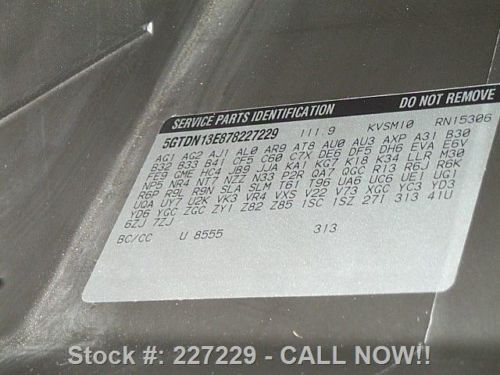 SERVICE PARTS IDENTIFICATION DO NOT REMOVE
5GTDN13E878227229 111.9 KVSM10 RN15306
AG1 AG2 AJ1 AL0 AR9 AT8 AU0 AU3 AXP A31 B30
B32 B33 B41 CF5 C60 C7X DE6 DF5 DH6 EVA E6V
FE9 GME HC4 JB9 JJA KA1 KG7 K18 K34 LLR M30
NP5 NR4 NT7 NZ2 N33 P2R QA7 QGC R13 R6J R6K
R6P R9L R9N SLA SLM T61 T96 UA6 UC6 UE1 UG1
UQA UY7 U2K VK3 VR4 VXS V22 V73 XGC YC3 YD3
YD6 YGC ZGC ZY1 Z82 Z85 1SC 1SZ 27I 313 41U
6ZJ 7ZJ
BC/CC U 8555 313
Stock #: 227229 - CALL NOW!!